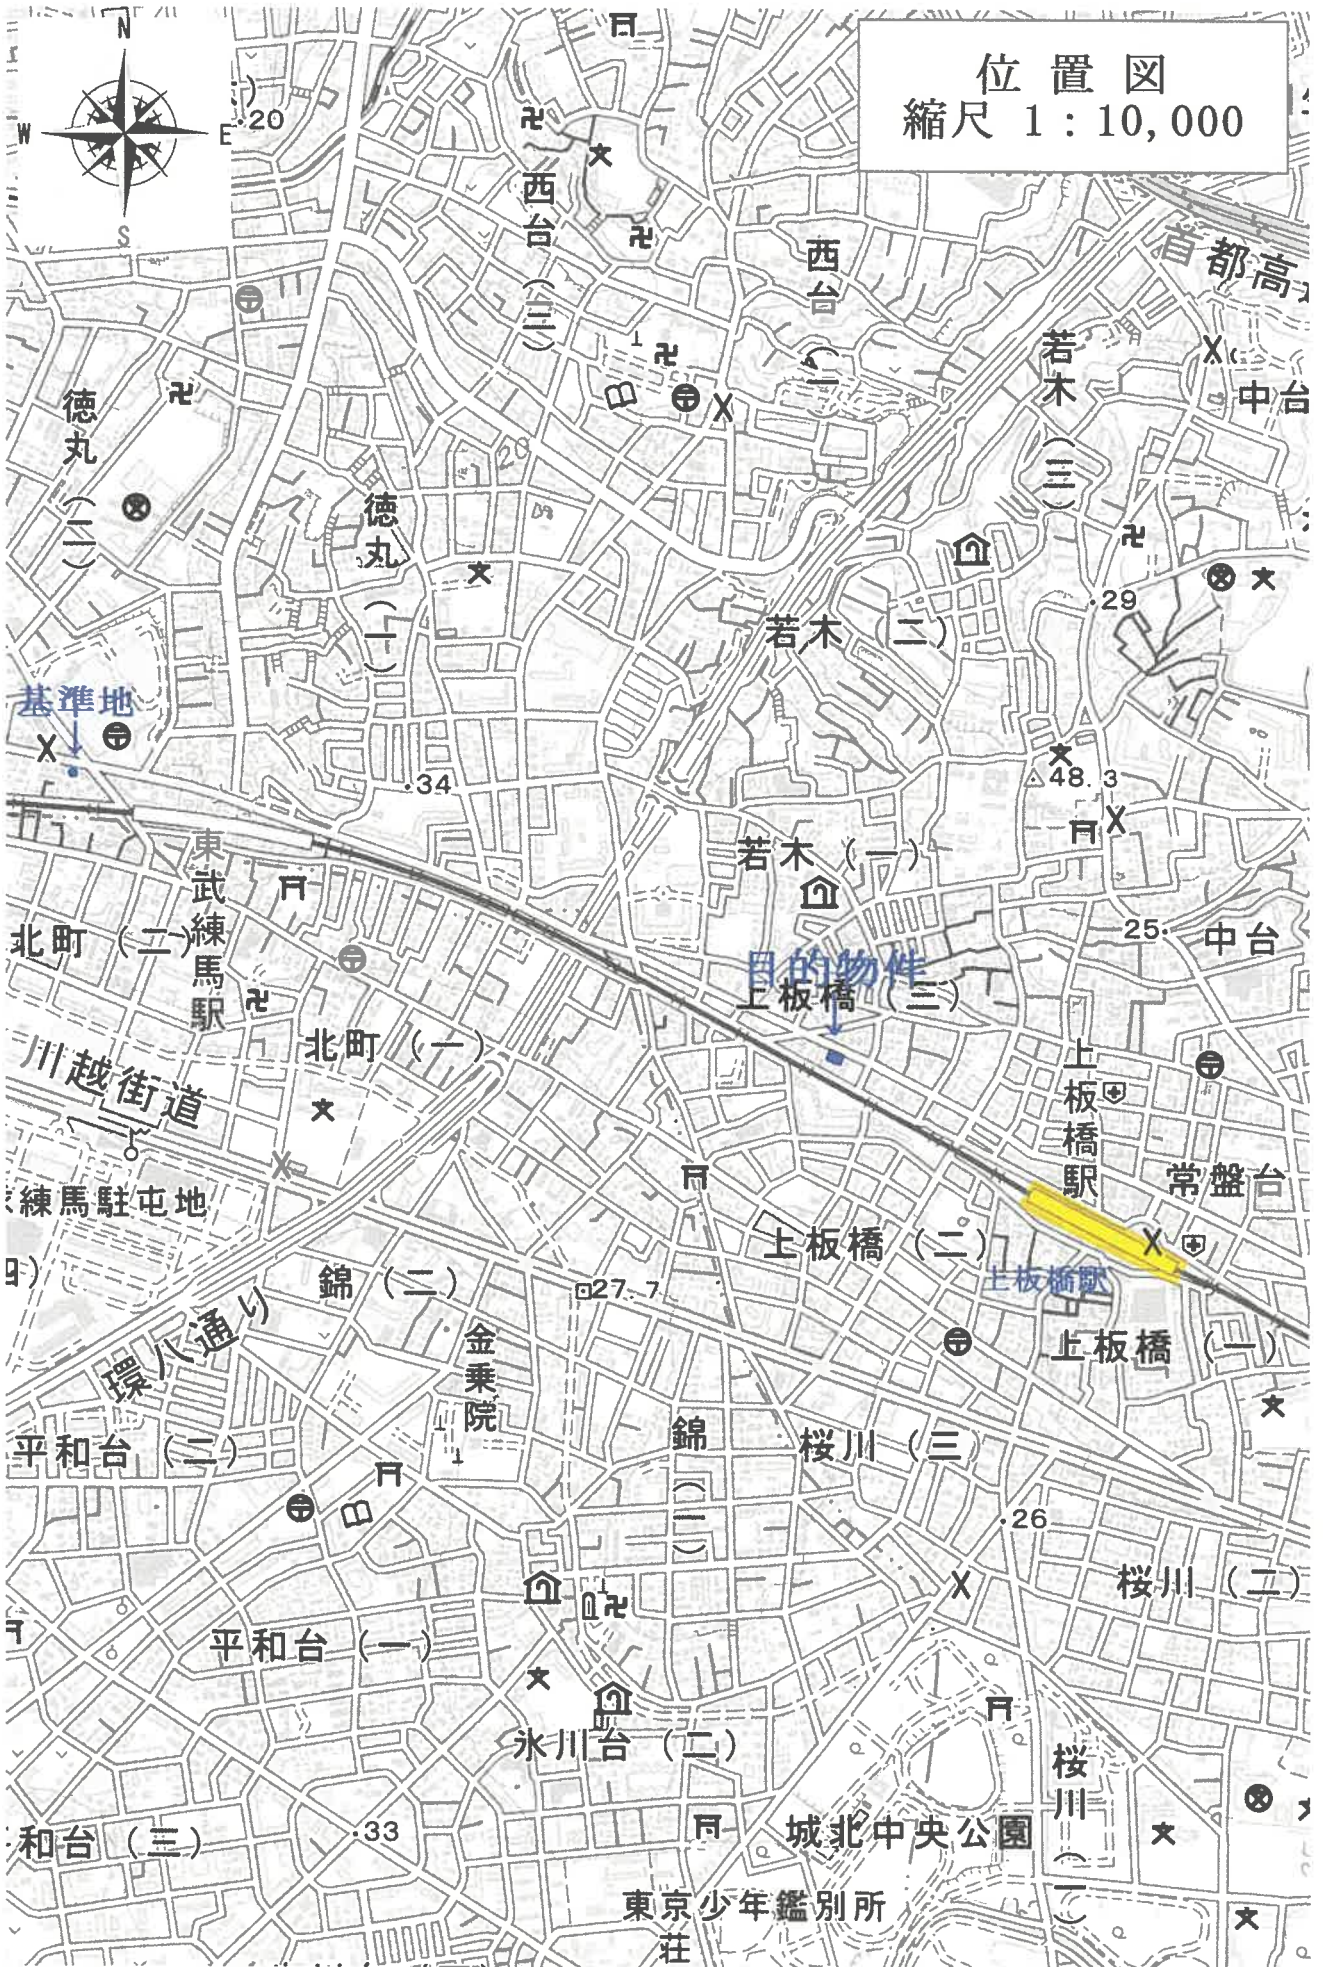 N
W
E
S
位置図
縮尺 1：10,000
.20
西台（三）
西台（二）
首都高
若木（三）
中台
徳丸（二）
徳丸（一）
20
若木（二）
.29
基準地
.34
48.3
若木（一）
東武練馬駅
北町（二）
25.
中台
目的物件
上板橋（三）
北町（一）
川越街道
上板橋駅
常盤台
練馬駐屯地
四）
上板橋（二）
上板橋駅
錦（二）
27.7
環八通り
金乗院
上板橋（一）
平和台（二）
錦（一）
桜川（三）
.26
桜川（二）
平和台（一）
氷川台（二）
桜川（一）
和台（三）
.33
城北中央公園
東京少年鑑別所
荘